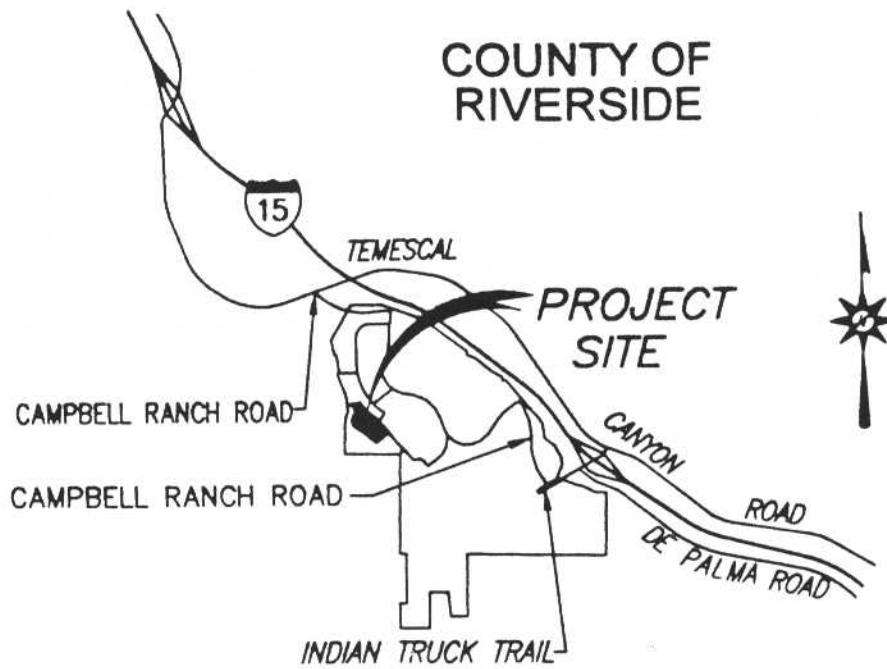 COUNTY OF
RIVERSIDE
15
TEMESCAL
PROJECT
SITE
CAMPBELL RANCH ROAD
CANYON
CAMPBELL RANCH ROAD
ROAD
DE PALMA ROAD
INDIAN TRUCK TRAIL